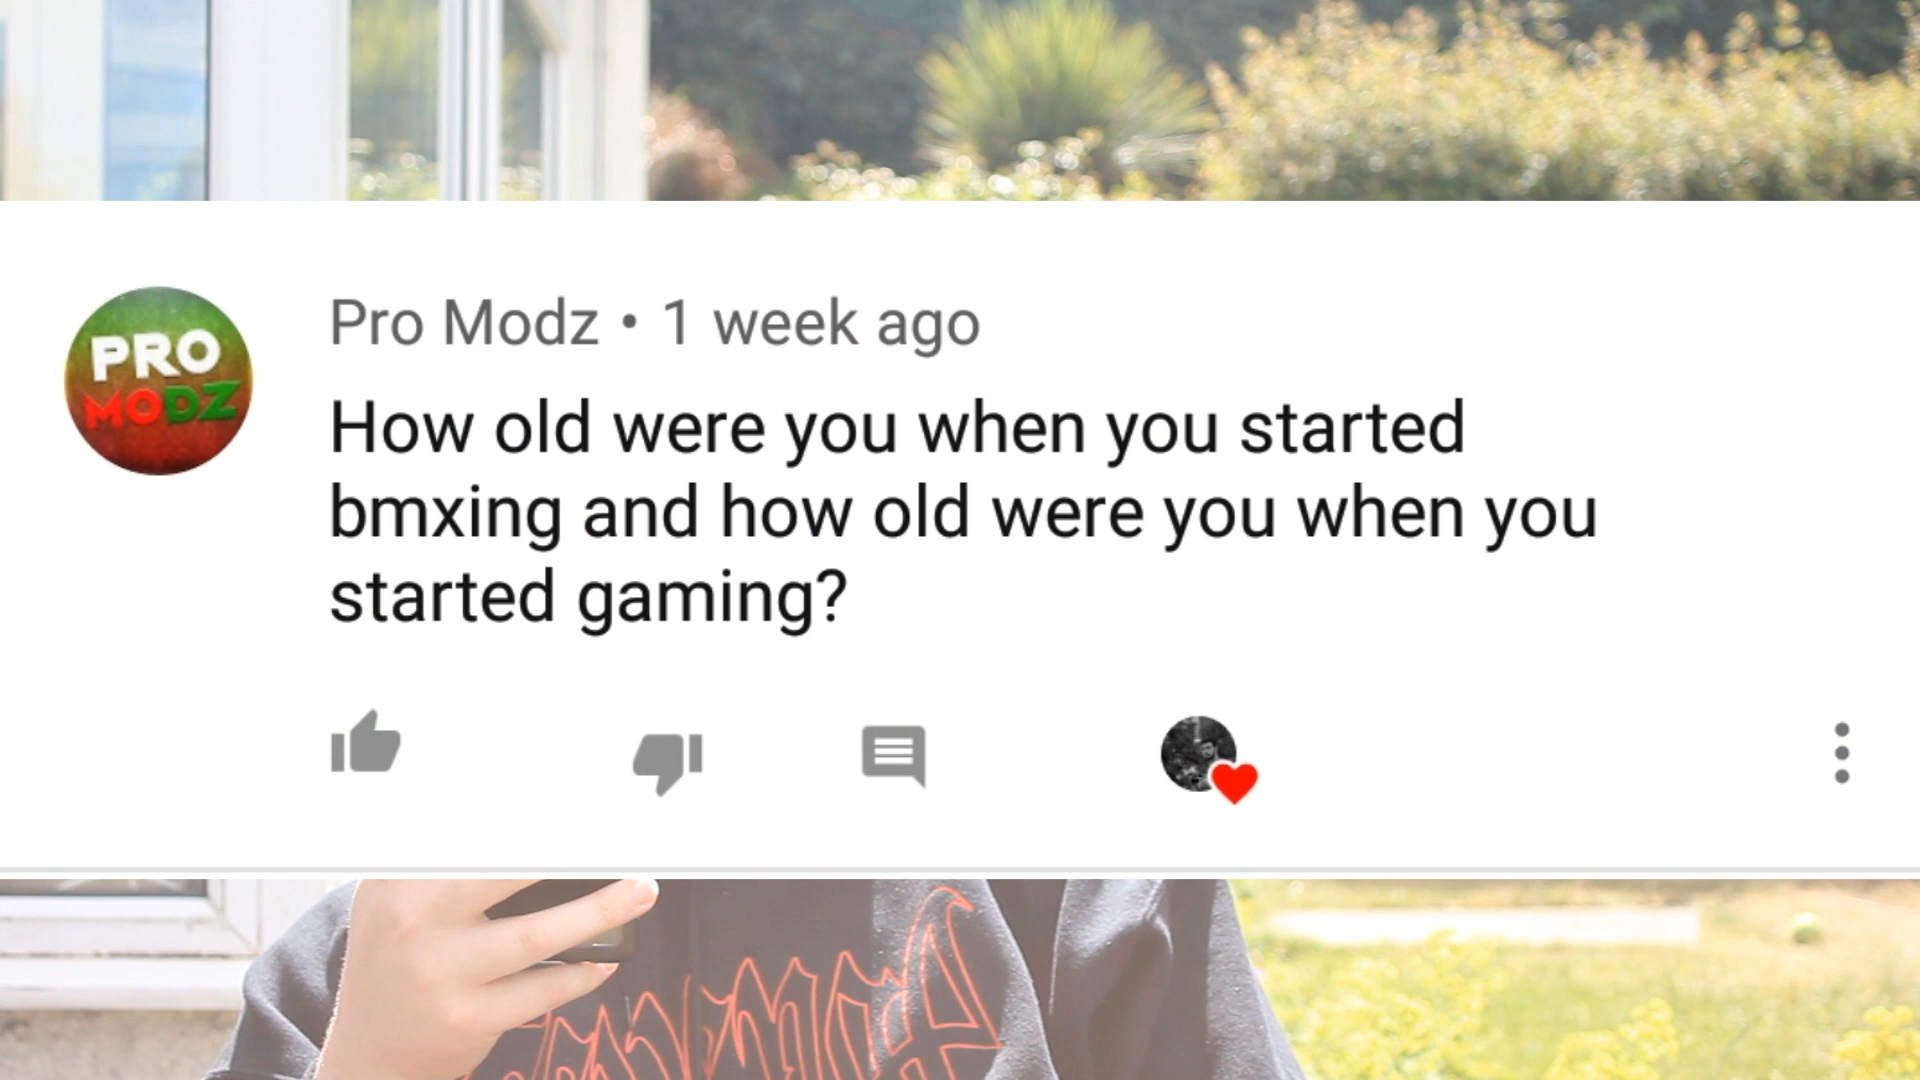 PRO
MODZ
Pro Modz • 1 week ago
How old were you when you started
bmxing and how old were you when you
started gaming?